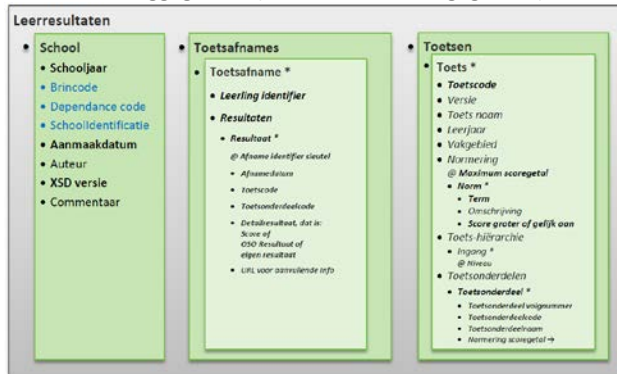 Leerresultaten
• School
• Schooljaar
• Brincode
• Dependance code
• SchoolIdentificatie
• Aanmaakdatum
• Auteur
• XSD versie
• Commentaar
• Toetsafnames
• Toetsafname *
• Leerling identifier
• Resultaten
• Resultaat *
@ Afname identifier sleutel
• Afnamedatum
• Toetscode
• Toetsonderdeelcode
• Detailresultaat, dat is:
Score of
OSO Resultaat of
eigen resultaat
• URL voor aanvullende info
• Toetsen
• Toets *
• Toetscode
• Versie
• Toets naam
• Leerjaar
• Vakgebied
• Normering
@ Maximum scoregetal
• Norm *
• Term
• Omschrijving
• Score groter of gelijk aan
• Toets-hiërarchie
• Ingang *
@ Niveau
• Toetsonderdelen
• Toetsonderdeel *
• Toetsonderdeel volgnummer
• Toetsonderdeelcode
• Toetsonderdeelnaam
• Normering scoregetal →